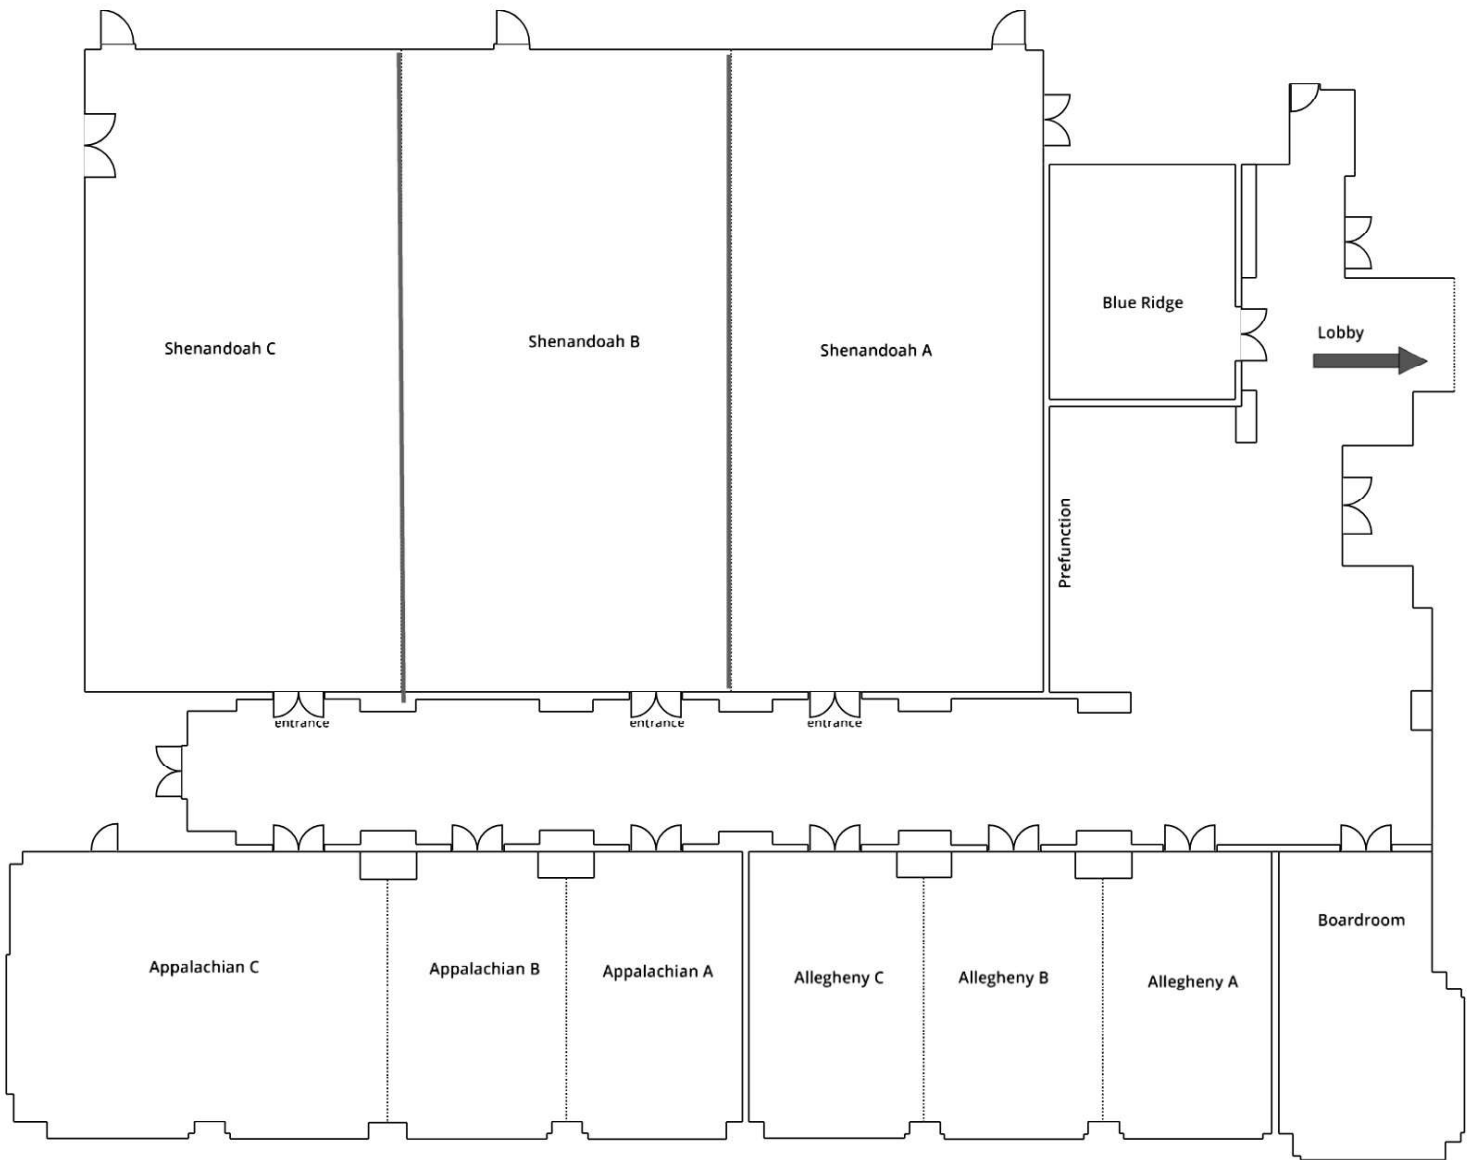 Blue Ridge
Lobby
Shenandoah C
Shenandoah B
Shenandoah A
Prefunction
entrance
entrance
entrance
Boardroom
Appalachian C
Appalachian B
Appalachian A
Allegheny C
Allegheny B
Allegheny A